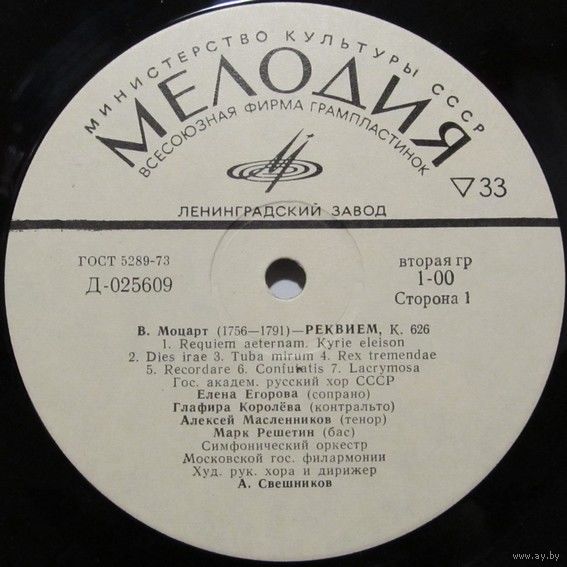 МИНИСТЕРСТВО КУЛЬТУРЫ СССР
МЕЛОДИЯ
ВСЕСОЮЗНАЯ ФИРМА ГРАМПЛАСТИНОК
▽33
ЛЕНИНГРАДСКИЙ ЗАВОД
ГОСТ 5289-73
Д-025609
вторая гр
1-00
Сторона 1
В. Моцарт (1756—1791)—РЕКВИЕМ, К. 626
1. Requiem aeternam. Kyrie eleison
2. Dies irae 3. Tuba mirum 4. Rex tremendae
5. Recordare 6. Confutatis 7. Lacrymosa
Гос. академ. русский хор СССР
Елена Егорова (сопрано)
Глафира Королёва (контральто)
Алексей Масленников (тенор)
Марк Решетин (бас)
Симфонический оркестр
Московской гос. филармонии
Худ. рук. хора и дирижер
А. Свешников
www.ay.by